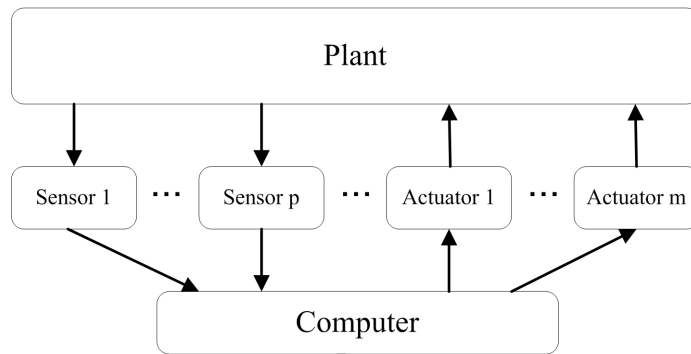 Plant
Sensor 1 ... Sensor p ... Actuator 1 ... Actuator m
Computer